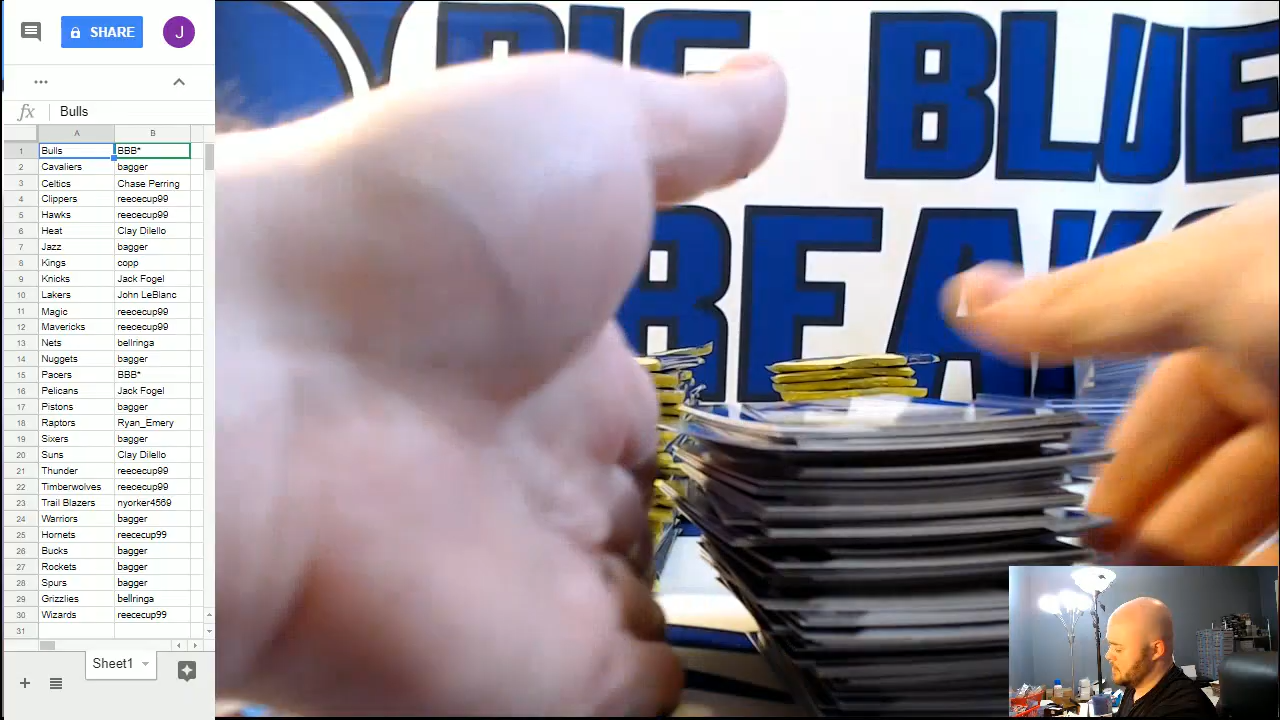 BIG BLUE
BREAKS
SHARE
J
...
fx Bulls
A B
1 Bulls BBB*
2 Cavaliers bagger
3 Celtics Chase Perring
4 Clippers reececup99
5 Hawks reececup99
6 Heat Clay Dilello
7 Jazz bagger
8 Kings copp
9 Knicks Jack Fogel
10 Lakers John LeBlanc
11 Magic reececup99
12 Mavericks reececup99
13 Nets bellringa
14 Nuggets bagger
15 Pacers BBB*
16 Pelicans Jack Fogel
17 Pistons bagger
18 Raptors Ryan_Emery
19 Sixers bagger
20 Suns Clay Dilello
21 Thunder reececup99
22 Timberwolves reececup99
23 Trail Blazers nyorker4569
24 Warriors bagger
25 Hornets reececup99
26 Bucks bagger
27 Rockets bagger
28 Spurs bagger
29 Grizzlies bellringa
30 Wizards reececup99
31
Sheet1